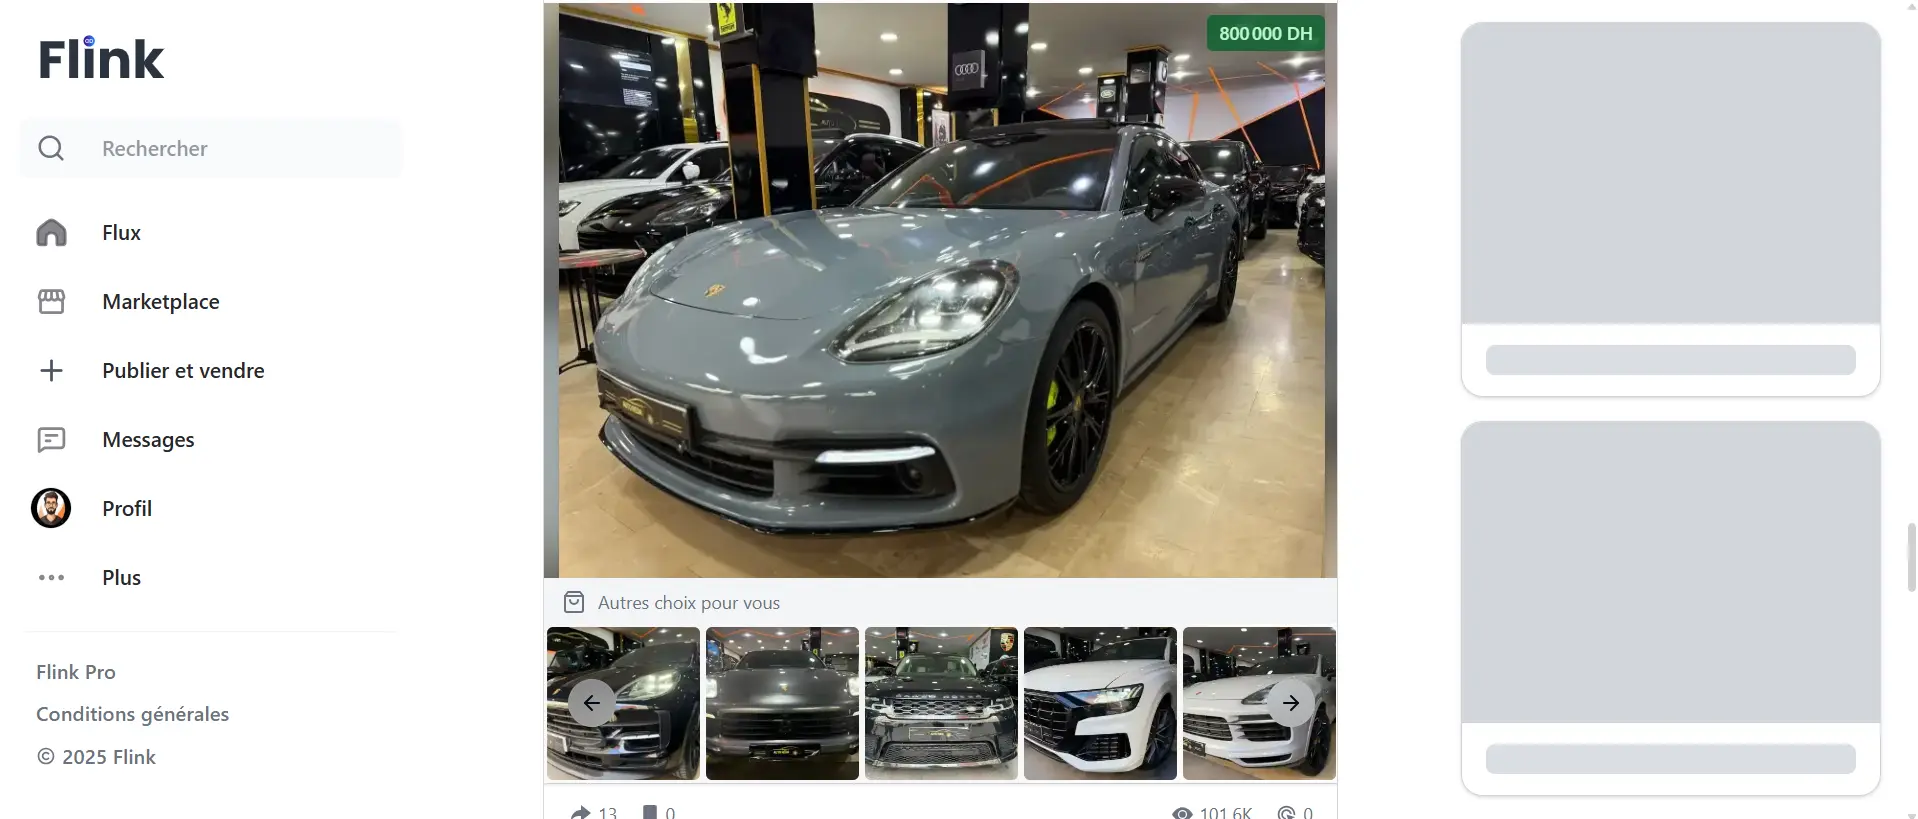 Flink
Rechercher
Flux
Marketplace
Publier et vendre
Messages
Profil
Plus
Flink Pro
Conditions générales
© 2025 Flink
800 000 DH
Autres choix pour vous
13
0
101.6K
0